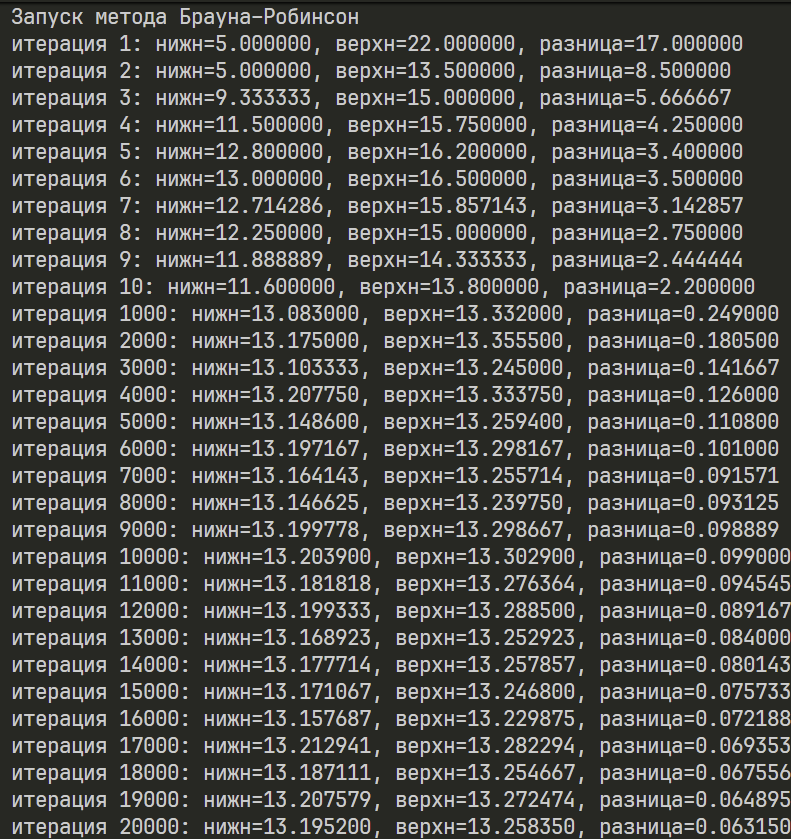 Запуск метода Брауна-Робинсон
итерация 1: нижн=5.000000, верхн=22.000000, разница=17.000000
итерация 2: нижн=5.000000, верхн=13.500000, разница=8.500000
итерация 3: нижн=9.333333, верхн=15.000000, разница=5.666667
итерация 4: нижн=11.500000, верхн=15.750000, разница=4.250000
итерация 5: нижн=12.800000, верхн=16.200000, разница=3.400000
итерация 6: нижн=13.000000, верхн=16.500000, разница=3.500000
итерация 7: нижн=12.714286, верхн=15.857143, разница=3.142857
итерация 8: нижн=12.250000, верхн=15.000000, разница=2.750000
итерация 9: нижн=11.888889, верхн=14.333333, разница=2.444444
итерация 10: нижн=11.600000, верхн=13.800000, разница=2.200000
итерация 1000: нижн=13.083000, верхн=13.332000, разница=0.249000
итерация 2000: нижн=13.175000, верхн=13.355500, разница=0.180500
итерация 3000: нижн=13.103333, верхн=13.245000, разница=0.141667
итерация 4000: нижн=13.207750, верхн=13.333750, разница=0.126000
итерация 5000: нижн=13.148600, верхн=13.259400, разница=0.110800
итерация 6000: нижн=13.197167, верхн=13.298167, разница=0.101000
итерация 7000: нижн=13.164143, верхн=13.255714, разница=0.091571
итерация 8000: нижн=13.146625, верхн=13.239750, разница=0.093125
итерация 9000: нижн=13.199778, верхн=13.298667, разница=0.098889
итерация 10000: нижн=13.203900, верхн=13.302900, разница=0.099000
итерация 11000: нижн=13.181818, верхн=13.276364, разница=0.094545
итерация 12000: нижн=13.199333, верхн=13.288500, разница=0.089167
итерация 13000: нижн=13.168923, верхн=13.252923, разница=0.084000
итерация 14000: нижн=13.177714, верхн=13.257857, разница=0.080143
итерация 15000: нижн=13.171067, верхн=13.246800, разница=0.075733
итерация 16000: нижн=13.157687, верхн=13.229875, разница=0.072188
итерация 17000: нижн=13.212941, верхн=13.282294, разница=0.069353
итерация 18000: нижн=13.187111, верхн=13.254667, разница=0.067556
итерация 19000: нижн=13.207579, верхн=13.272474, разница=0.064895
итерация 20000: нижн=13.195200, верхн=13.258350, разница=0.063150